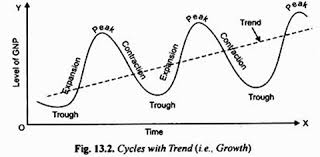 Y
Peak
Peak
Peak
Trend
Level of GNP
Expansion
Contraction
Expansion
Contraction
Trough
Trough
Trough
O
Time
X
Fig. 13.2. Cycles with Trend (i.e., Growth)